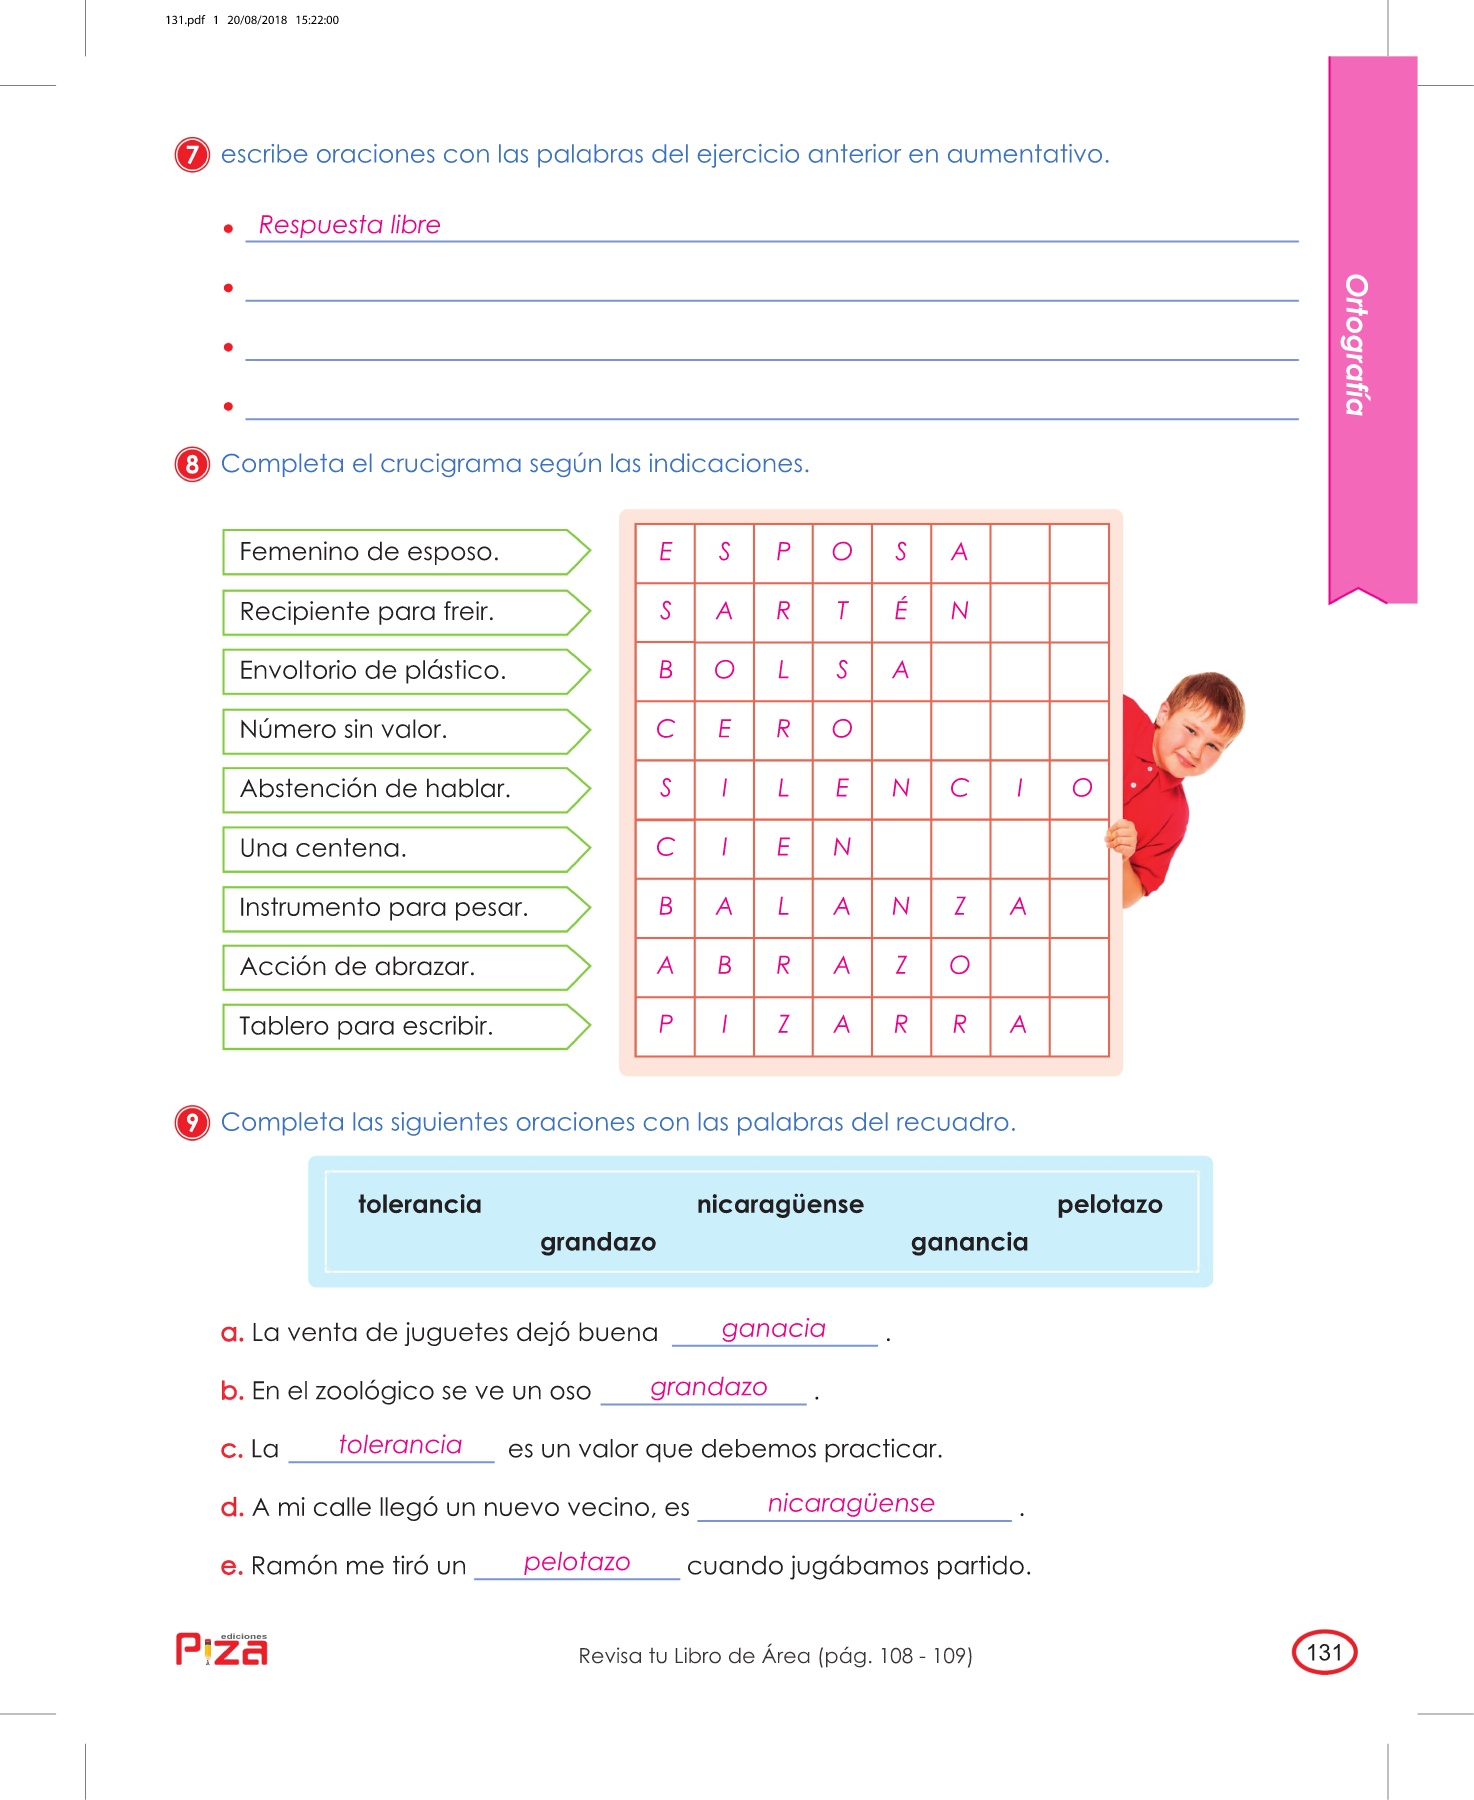 131.pdf 1 20/08/2018 15:22:00
7 escribe oraciones con las palabras del ejercicio anterior en aumentativo.
• Respuesta libre
•
•
•
Ortografía
8 Completa el crucigrama según las indicaciones.
Femenino de esposo. E S P O S A
Recipiente para freir. S A R T É N
Envoltorio de plástico. B O L S A
Número sin valor. C E R O
Abstención de hablar. S I L E N C I O
Una centena. C I E N
Instrumento para pesar. B A L A N Z A
Acción de abrazar. A B R A Z O
Tablero para escribir. P I Z A R R A
9 Completa las siguientes oraciones con las palabras del recuadro.
tolerancia nicaragüense pelotazo
grandazo ganancia
a. La venta de juguetes dejó buena ganacia .
b. En el zoológico se ve un oso grandazo .
c. La tolerancia es un valor que debemos practicar.
d. A mi calle llegó un nuevo vecino, es nicaragüense .
e. Ramón me tiró un pelotazo cuando jugábamos partido.
ediciones
Piza
Revisa tu Libro de Área (pág. 108 - 109)
131